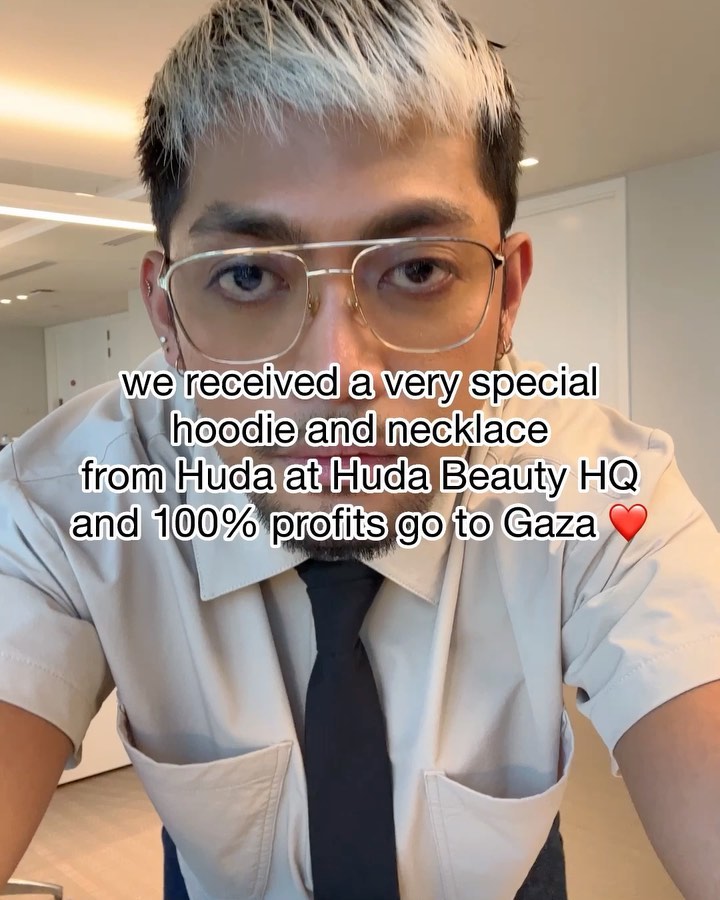 we received a very special
hoodie and necklace
from Huda at Huda Beauty HQ
and 100% profits go to Gaza ❤️